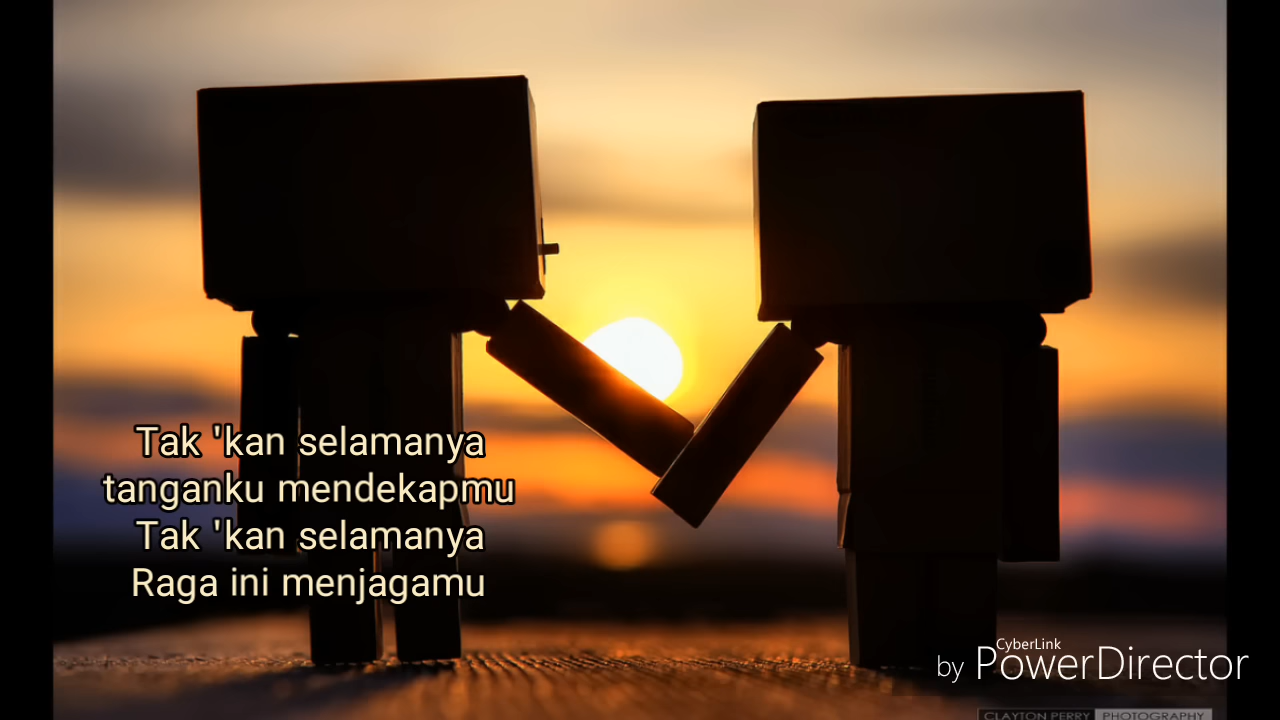 Tak 'kan selamanya
tanganku mendekapmu
Tak 'kan selamanya
Raga ini menjagamu
CyberLink
by PowerDirector
CLAYTON PERRY PHOTOGRAPHY